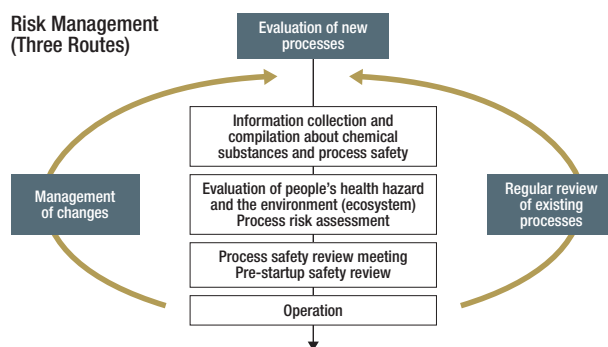 Risk Management
(Three Routes)
Evaluation of new
processes
Information collection and
compilation about chemical
substances and process safety
Management
of changes
Evaluation of people’s health hazard
and the environment (ecosystem)
Process risk assessment
Regular review
of existing
processes
Process safety review meeting
Pre-startup safety review
Operation